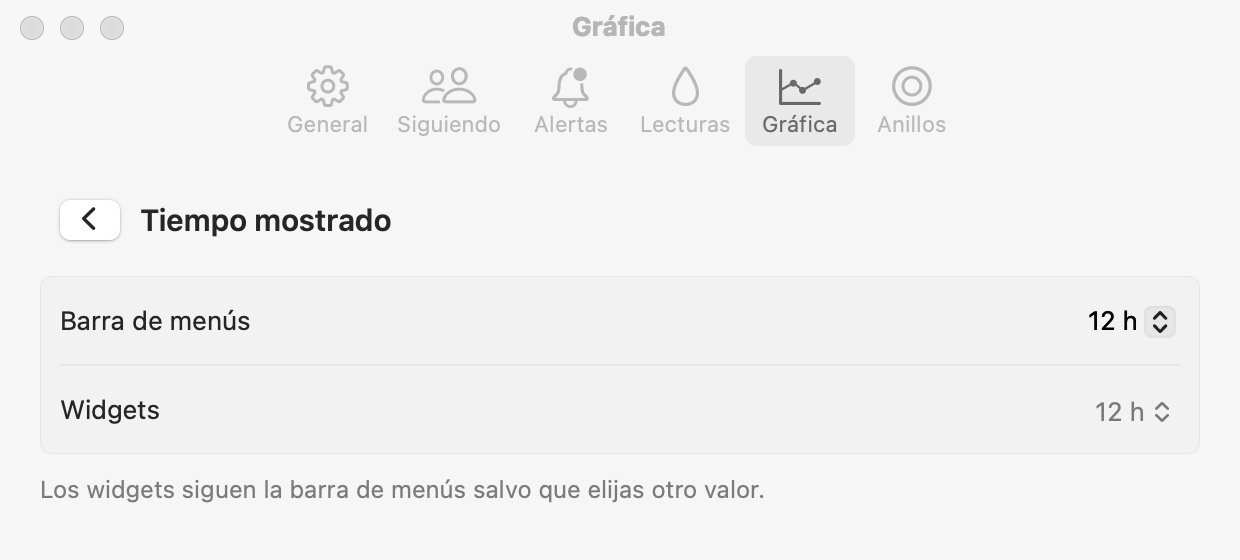 Gráfica
General
Siguiendo
Alertas
Lecturas
Gráfica
Anillos
Tiempo mostrado
Barra de menús 12 h
Widgets 12 h
Los widgets siguen la barra de menús salvo que elijas otro valor.